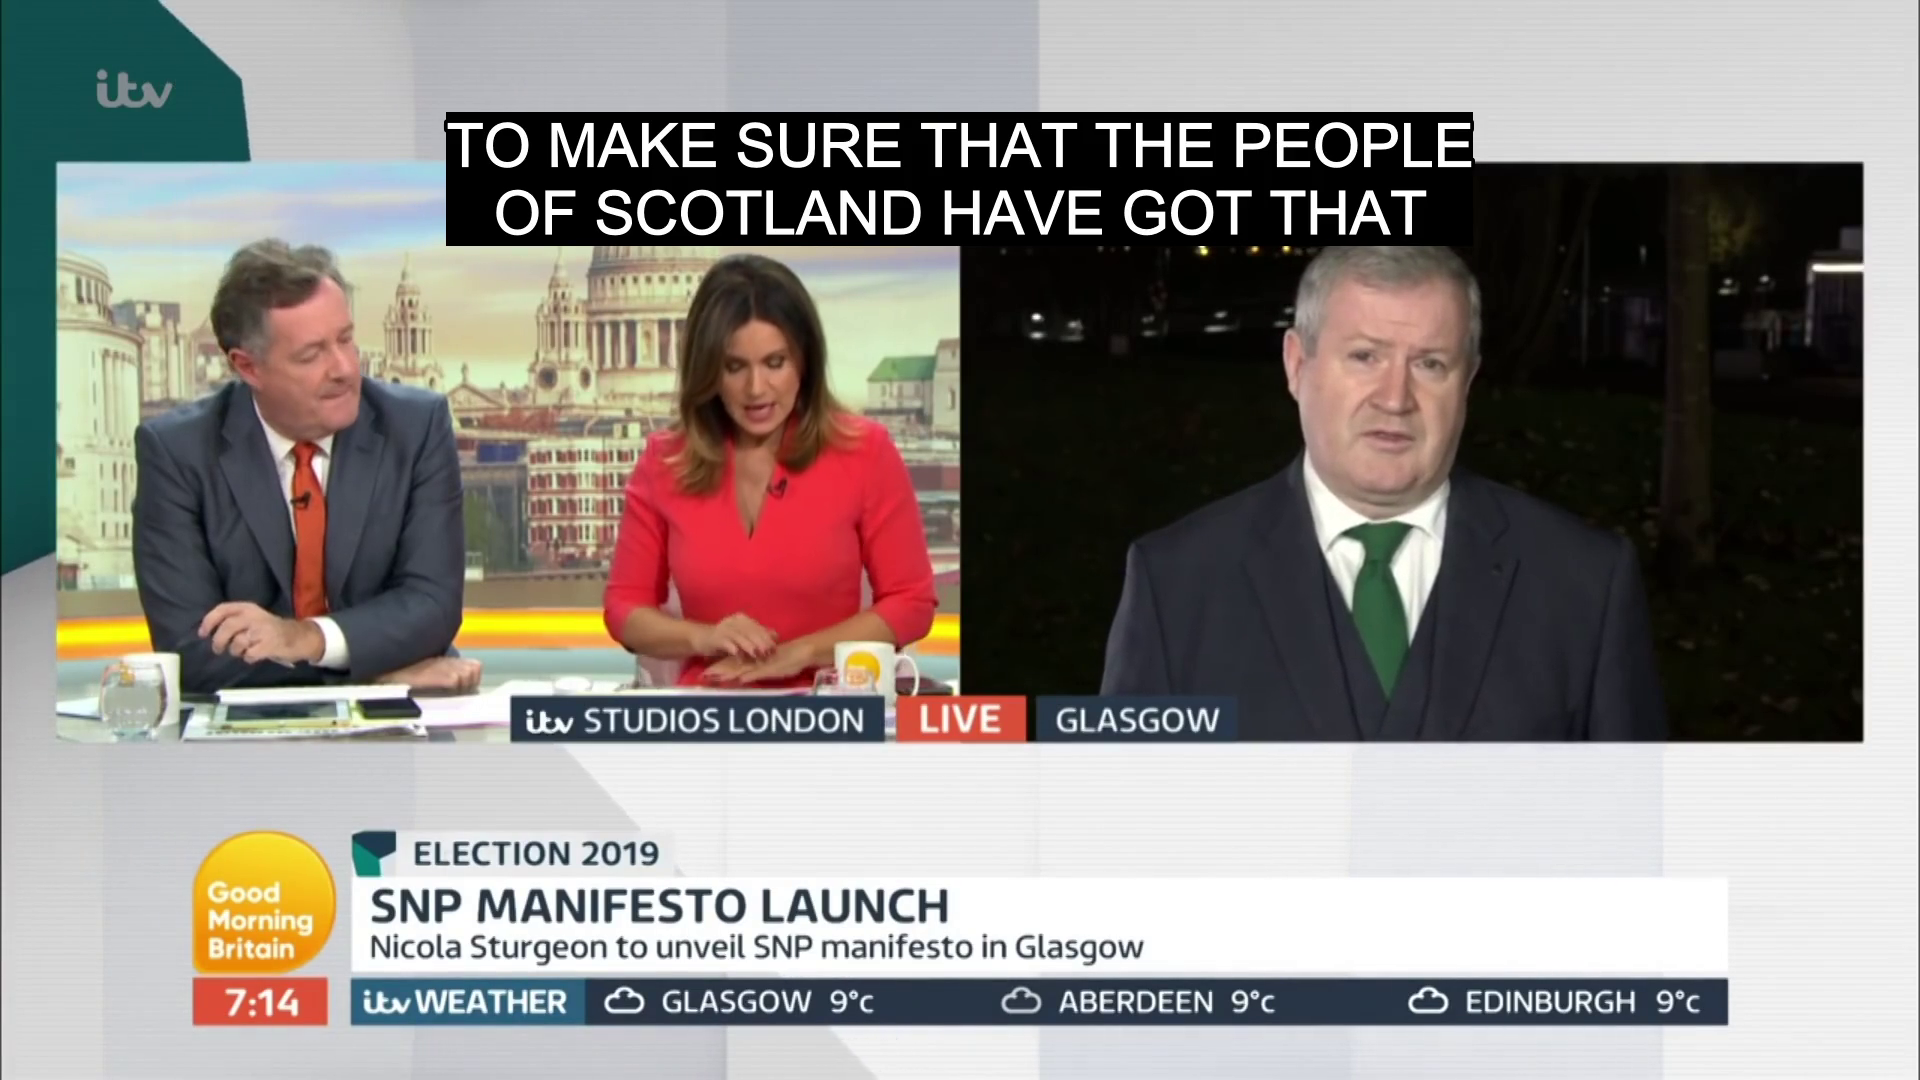 itv
TO MAKE SURE THAT THE PEOPLE
OF SCOTLAND HAVE GOT THAT
itv STUDIOS LONDON
LIVE
GLASGOW
ELECTION 2019
SNP MANIFESTO LAUNCH
Nicola Sturgeon to unveil SNP manifesto in Glasgow
Good
Morning
Britain
7:14
itv WEATHER GLASGOW 9°c ABERDEEN 9°c EDINBURGH 9°c